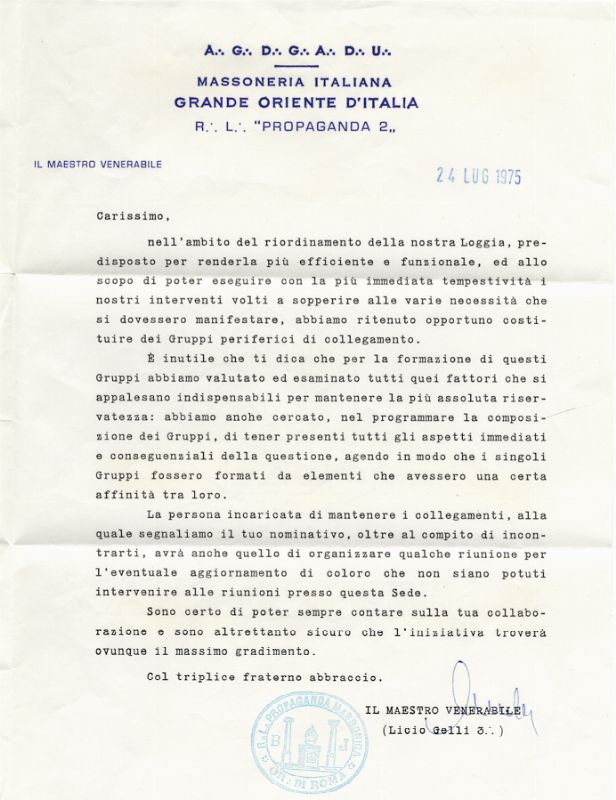 A∴ G∴ D∴ G∴ A∴ D∴ U∴
MASSONERIA ITALIANA
GRANDE ORIENTE D'ITALIA
R∴ L∴ "PROPAGANDA 2„
IL MAESTRO VENERABILE
24 LUG 1975
Carissimo,
nell'ambito del riordinamento della nostra Loggia, pre-
disposto per renderla più efficiente e funzionale, ed allo
scopo di poter eseguire con la più immediata tempestività i
nostri interventi volti a sopperire alle varie necessità che
si dovessero manifestare, abbiamo ritenuto opportuno costi-
tuire dei Gruppi periferici di collegamento.
È inutile che ti dica che per la formazione di questi
Gruppi abbiamo valutato ed esaminato tutti quei fattori che si
appalesano indispensabili per mantenere la più assoluta riser-
vatezza: abbiamo anche cercato, nel programmare la composi-
zione dei Gruppi, di tener presenti tutti gli aspetti immediati
e conseguenziali della questione, agendo in modo che i singoli
Gruppi fossero formati da elementi che avessero una certa
affinità tra loro.
La persona incaricata di mantenere i collegamenti, alla
quale segnaliamo il tuo nominativo, oltre al compito di incon-
trarti, avrà anche quello di organizzare qualche riunione per
l'eventuale aggiornamento di coloro che non siano potuti
intervenire alle riunioni presso questa Sede.
Sono certo di poter sempre contare sulla tua collabo-
razione e sono altrettanto sicuro che l'iniziativa troverà
ovunque il massimo gradimento.
Col triplice fraterno abbraccio.
IL MAESTRO VENERABILE
(Licio Gelli 3∴)
R.L. PROPAGANDA MASSONICA
B J
OR. DI ROMA